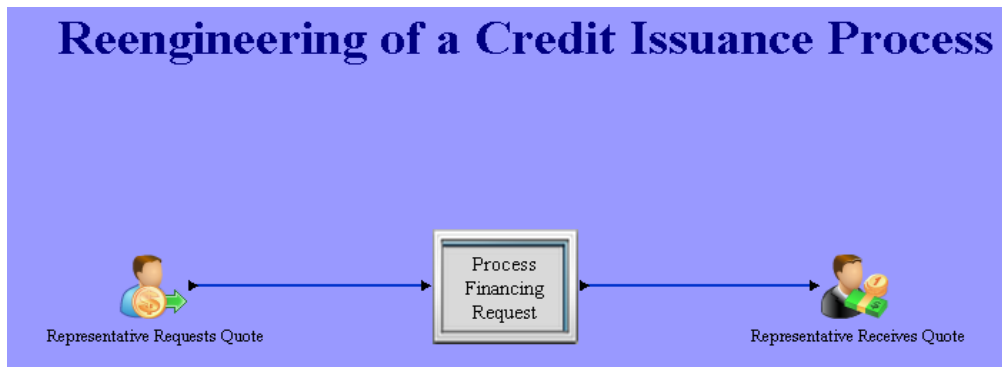 Reengineering of a Credit Issuance Process
Process
Financing
Request
Representative Requests Quote
Representative Receives Quote